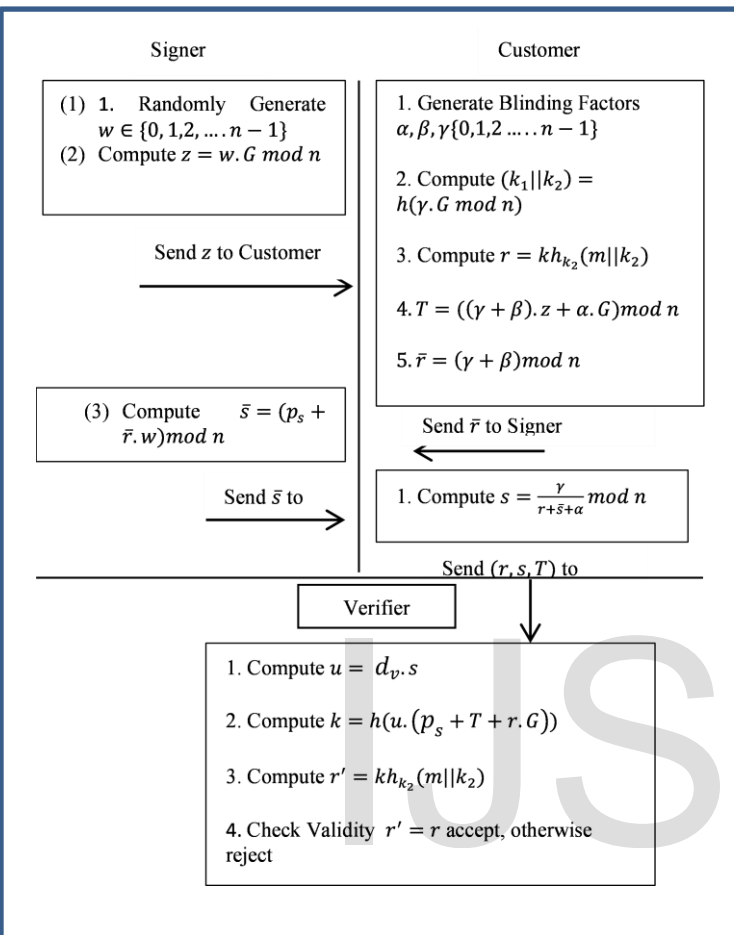 Signer
Customer
(1) 1. Randomly Generate
w ∈ {0, 1,2, .... n − 1}
(2) Compute z = w. G mod n
1. Generate Blinding Factors
α, β, γ{0,1,2 ..... n − 1}
2. Compute (k₁||k₂) =
h(γ. G mod n)
3. Compute r = kh_{k₂}(m||k₂)
4. T = ((γ + β). z + α. G)mod n
5. r̄ = (γ + β)mod n
Send z to Customer
(3) Compute s̄ = (p_s +
r̄. w)mod n
Send r̄ to Signer
Send s̄ to
1. Compute s = γ/(r+s̄+α) mod n
Send (r, s, T) to
Verifier
1. Compute u = d_v. s
2. Compute k = h(u. (p_s + T + r. G))
3. Compute r′ = kh_{k₂}(m||k₂)
4. Check Validity r′ = r accept, otherwise
reject
IJS